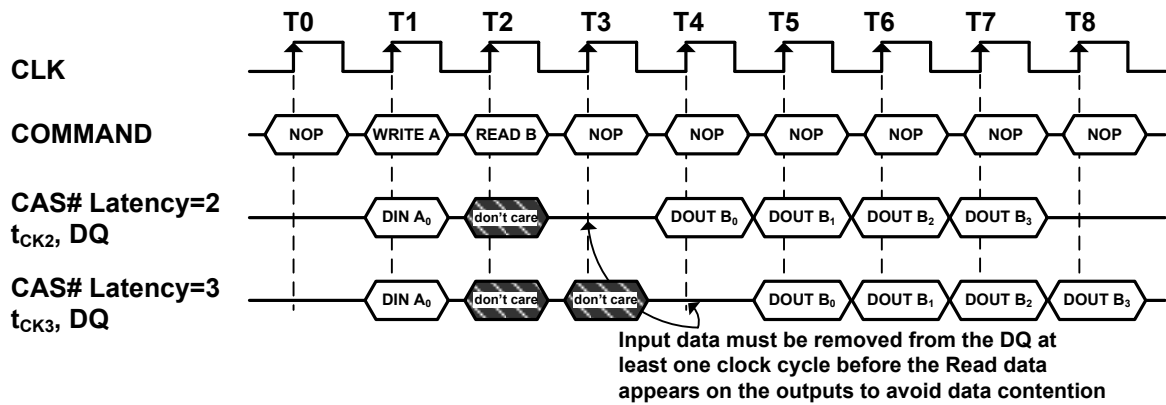 T0 T1 T2 T3 T4 T5 T6 T7 T8
CLK
COMMAND NOP WRITE A READ B NOP NOP NOP NOP NOP NOP
CAS# Latency=2
tCK2, DQ DIN A0 don't care DOUT B0 DOUT B1 DOUT B2 DOUT B3
CAS# Latency=3
tCK3, DQ DIN A0 don't care don't care DOUT B0 DOUT B1 DOUT B2 DOUT B3
Input data must be removed from the DQ at
least one clock cycle before the Read data
appears on the outputs to avoid data contention